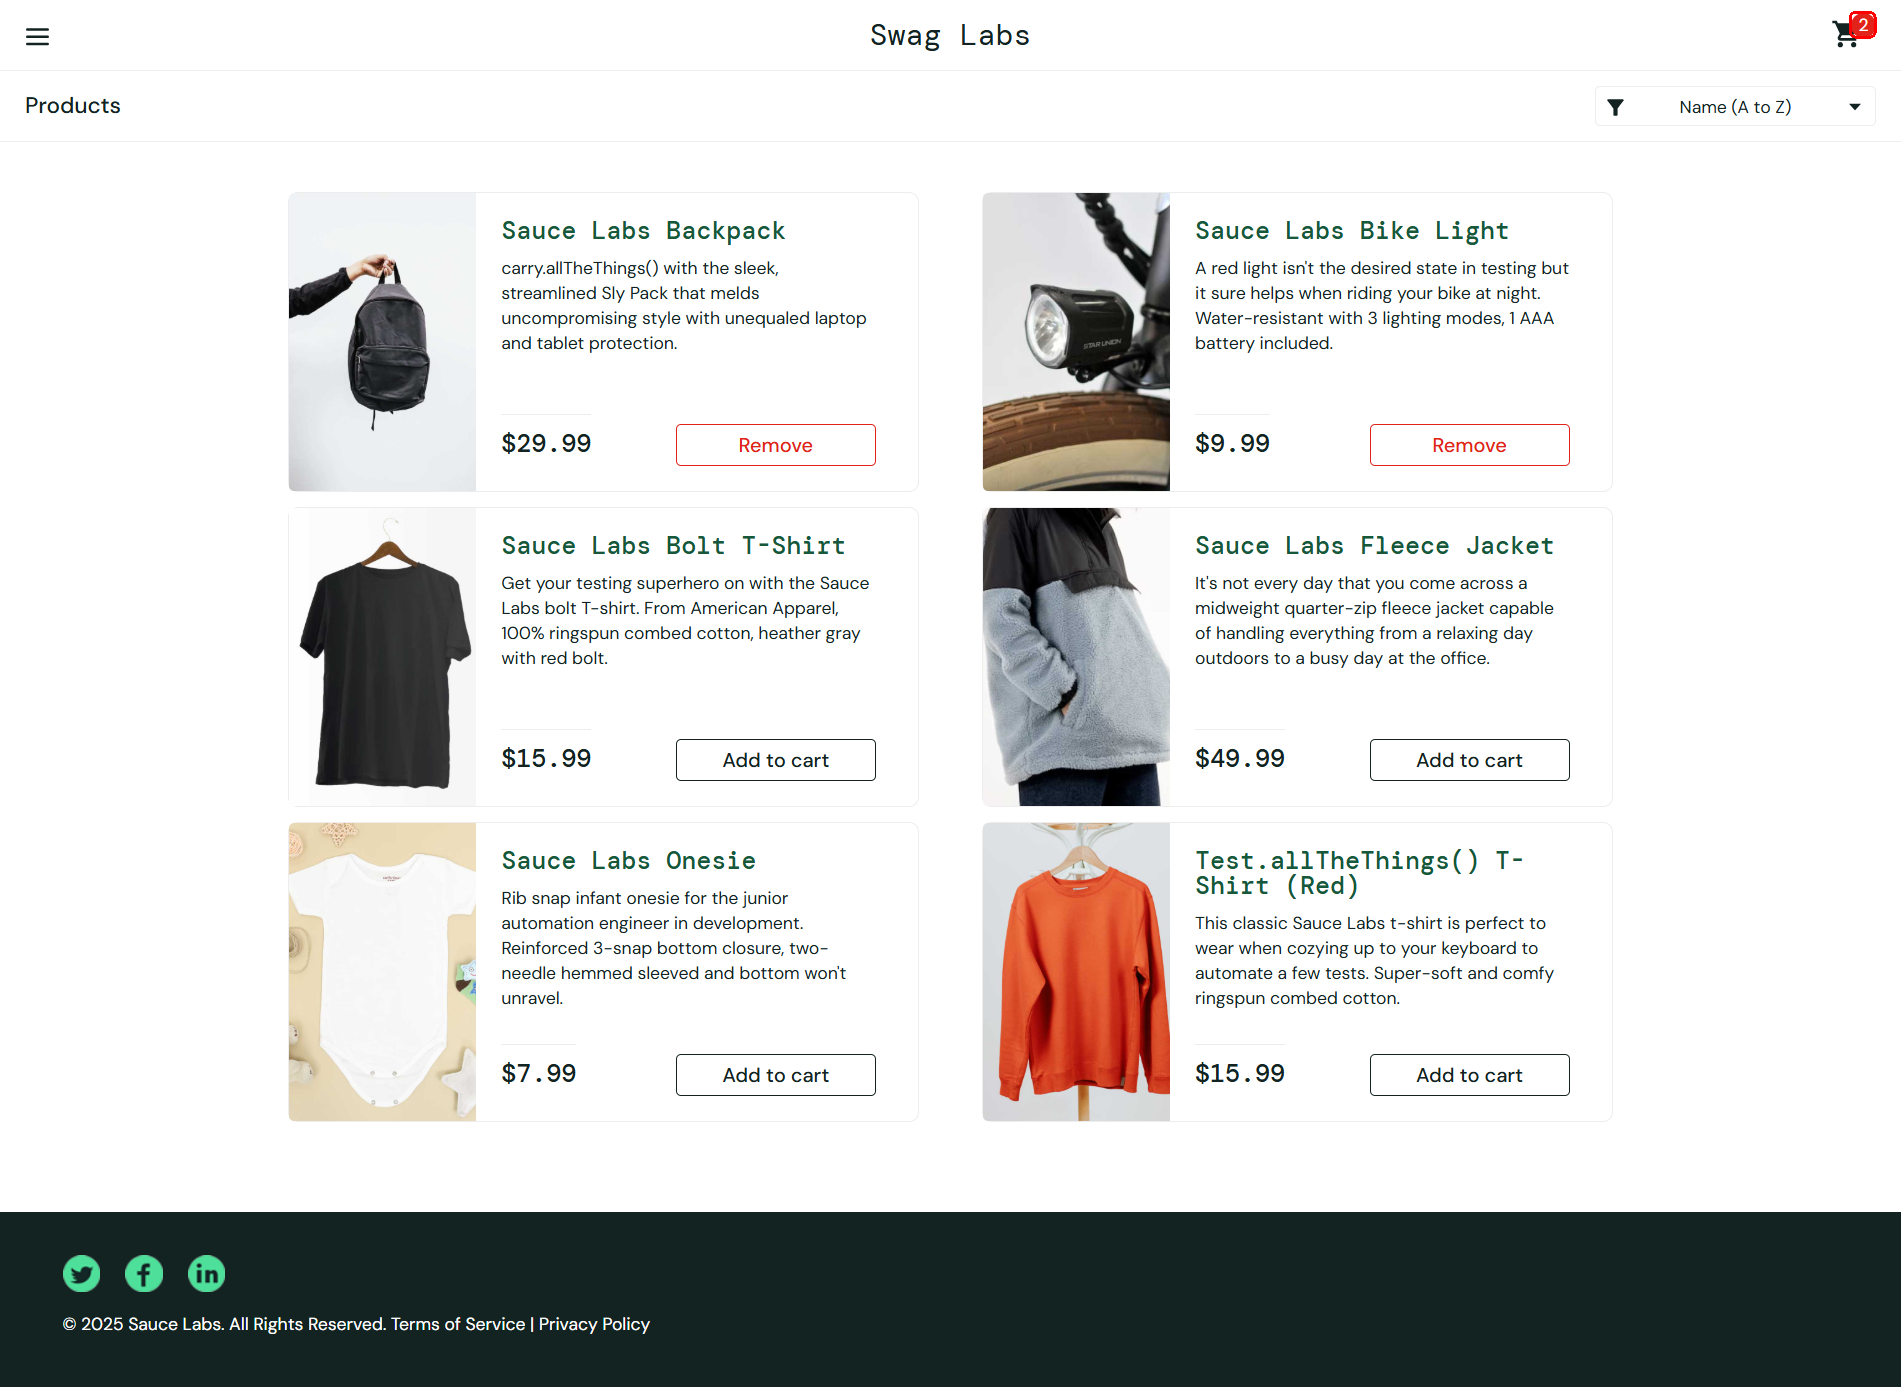 Swag Labs
2
Products
Name (A to Z)
Sauce Labs Backpack
carry.allTheThings() with the sleek,
streamlined Sly Pack that melds
uncompromising style with unequaled laptop
and tablet protection.
$29.99
Remove
Sauce Labs Bike Light
A red light isn't the desired state in testing but
it sure helps when riding your bike at night.
Water-resistant with 3 lighting modes, 1 AAA
battery included.
STAR UNION
$9.99
Remove
Sauce Labs Bolt T-Shirt
Get your testing superhero on with the Sauce
Labs bolt T-shirt. From American Apparel,
100% ringspun combed cotton, heather gray
with red bolt.
$15.99
Add to cart
Sauce Labs Fleece Jacket
It's not every day that you come across a
midweight quarter-zip fleece jacket capable
of handling everything from a relaxing day
outdoors to a busy day at the office.
$49.99
Add to cart
Sauce Labs Onesie
Rib snap infant onesie for the junior
automation engineer in development.
Reinforced 3-snap bottom closure, two-
needle hemmed sleeved and bottom won't
unravel.
$7.99
Add to cart
Test.allTheThings() T-
Shirt (Red)
This classic Sauce Labs t-shirt is perfect to
wear when cozying up to your keyboard to
automate a few tests. Super-soft and comfy
ringspun combed cotton.
$15.99
Add to cart
© 2025 Sauce Labs. All Rights Reserved. Terms of Service | Privacy Policy